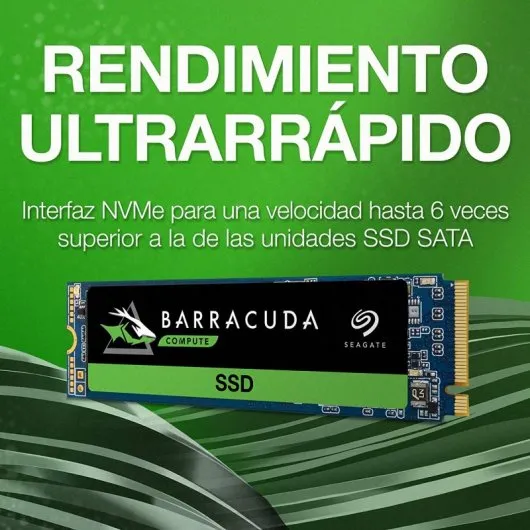 RENDIMIENTO
ULTRARRÁPIDO
Interfaz NVMe para una velocidad hasta 6 veces
superior a la de las unidades SSD SATA
BARRACUDA
COMPUTE
SEAGATE
SSD